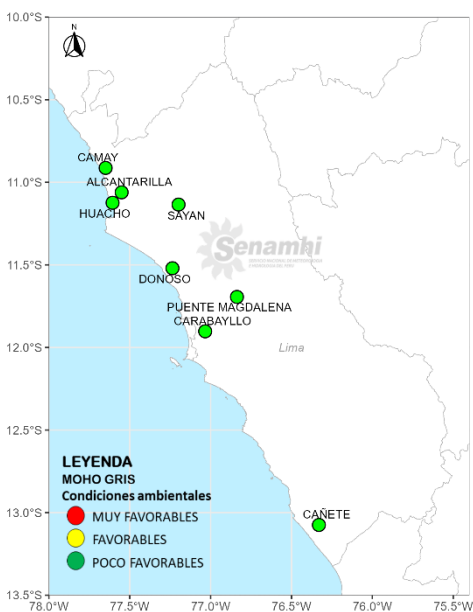 10.0°S
10.5°S
11.0°S
11.5°S
12.0°S
12.5°S
13.0°S
13.5°S
N
CAMAY
ALCANTARILLA
HUACHO
SAYAN
Senamhi
DONOSO
PUENTE MAGDALENA
CARABAYLLO
Lima
CAÑETE
LEYENDA
MOHO GRIS
Condiciones ambientales
MUY FAVORABLES
FAVORABLES
POCO FAVORABLES
78.0°W 77.5°W 77.0°W 76.5°W 76.0°W 75.5°W